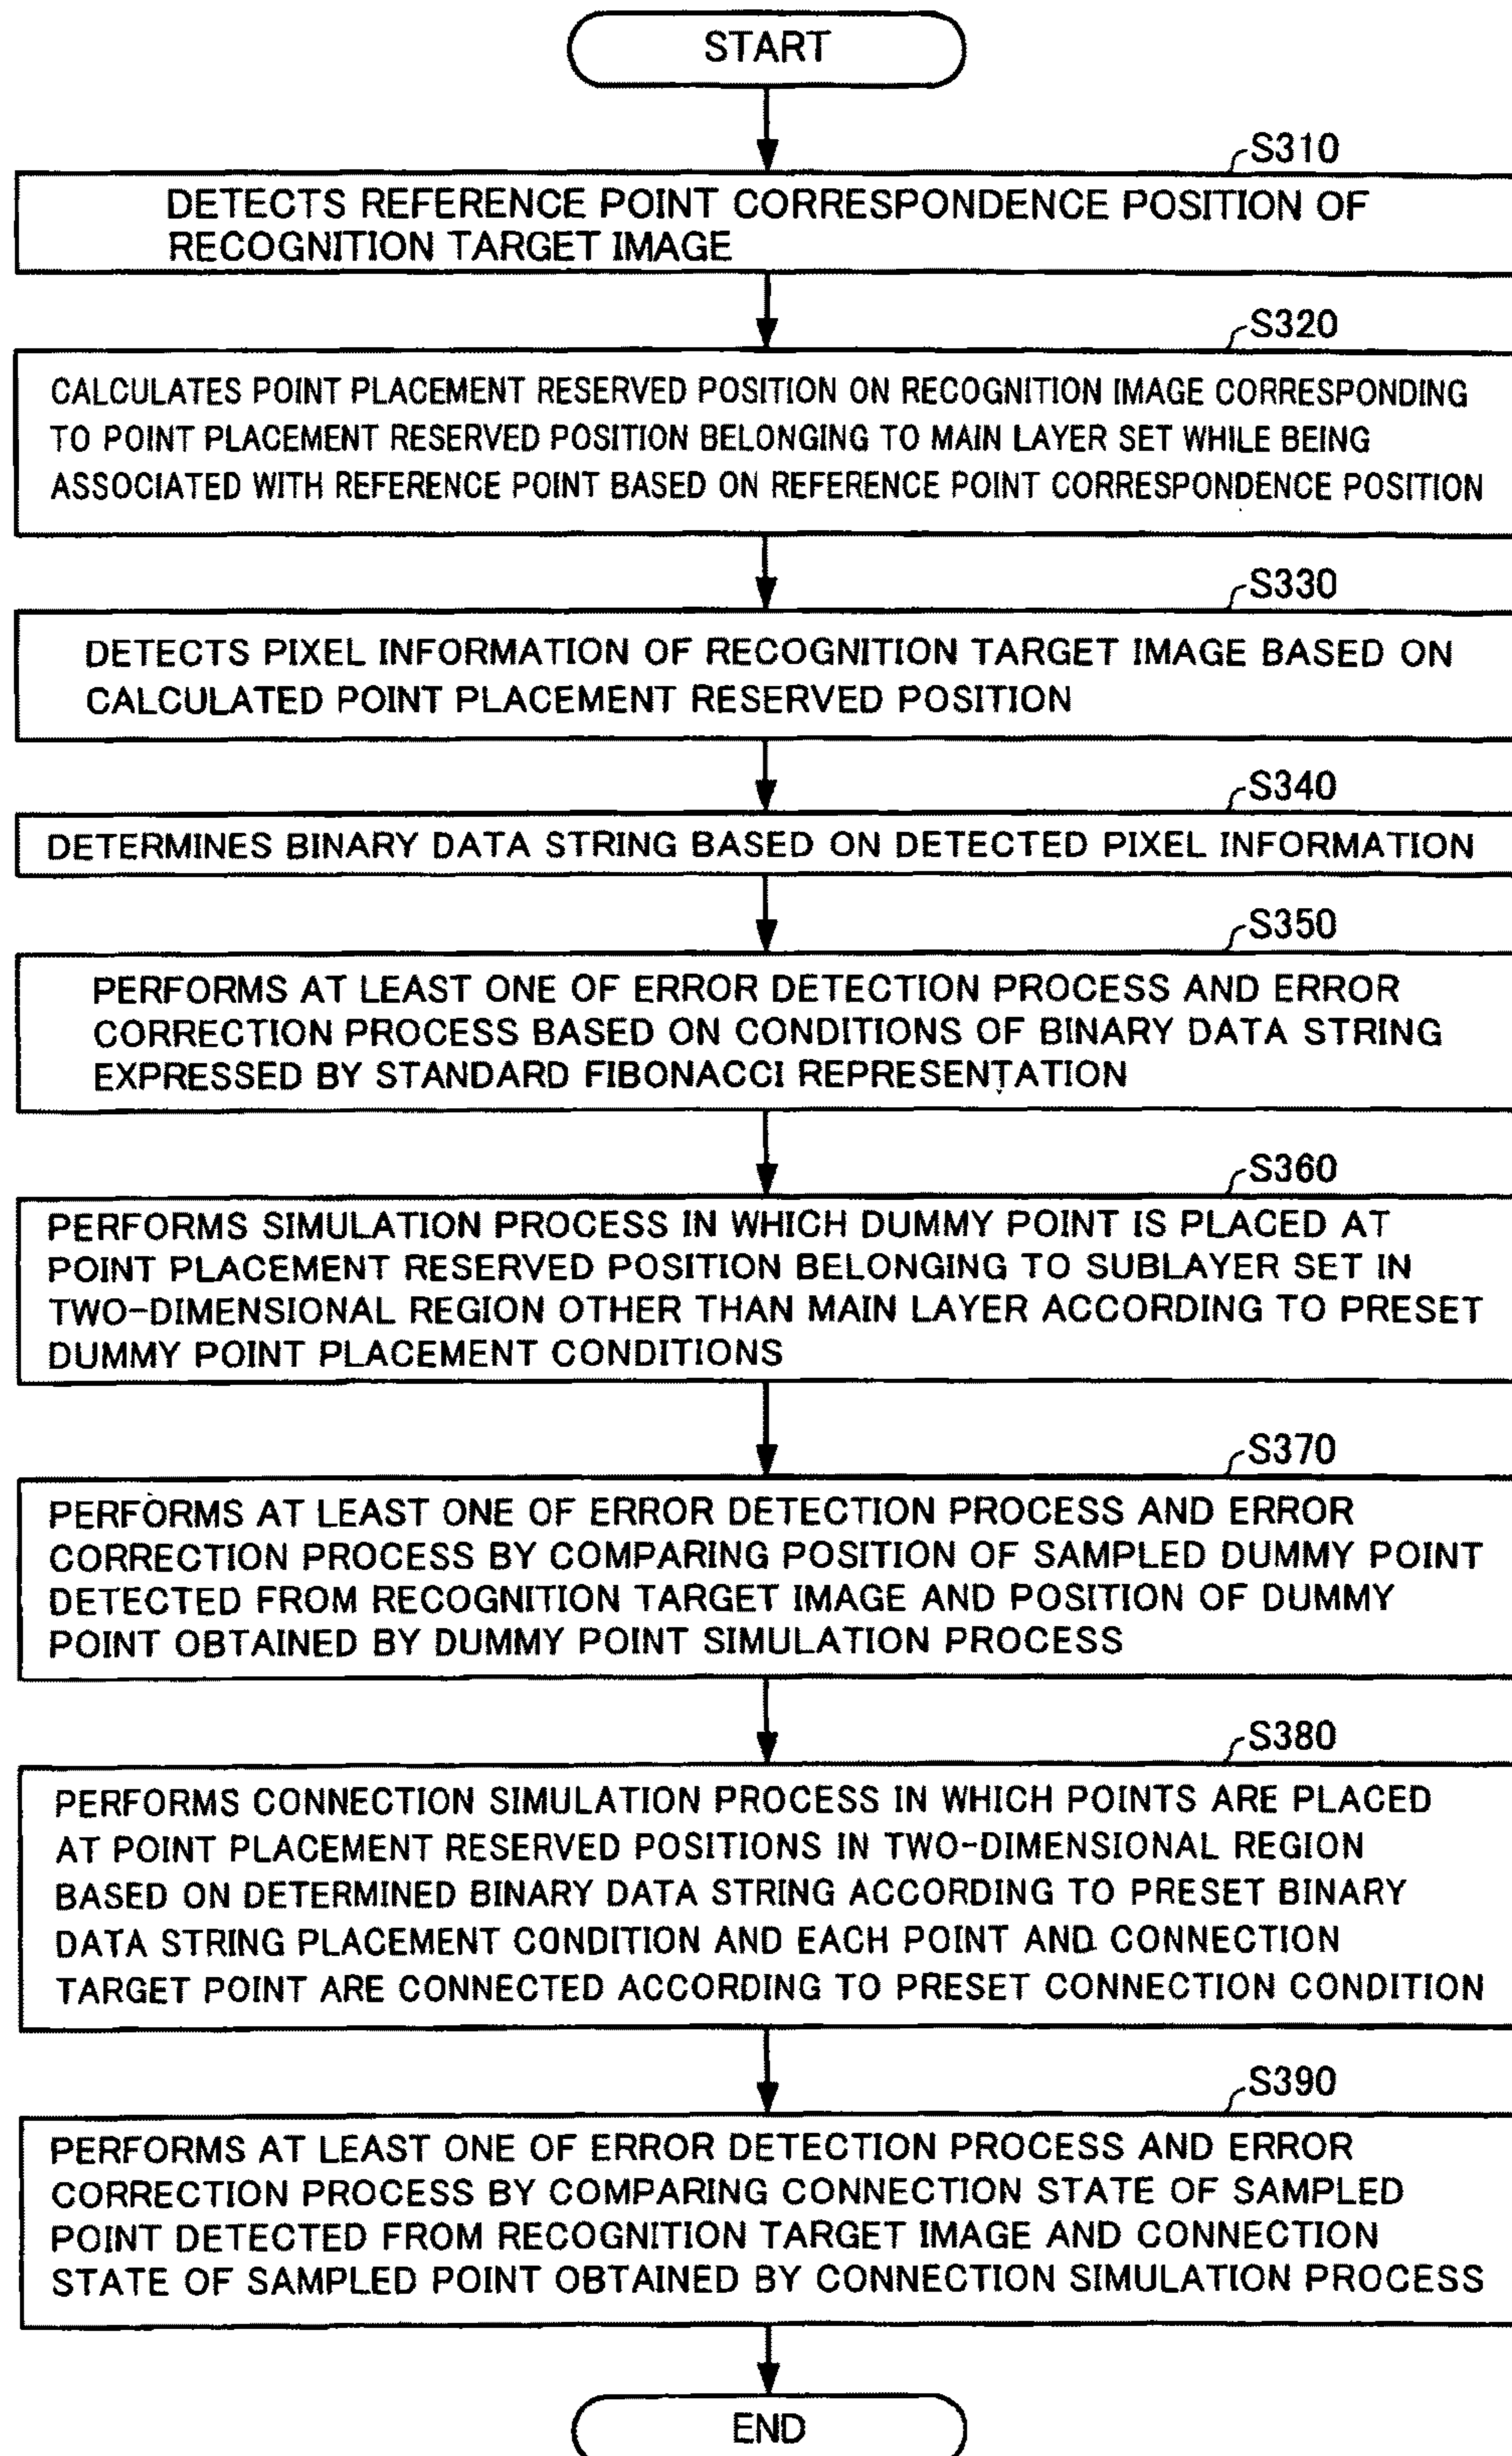 START
S310
DETECTS REFERENCE POINT CORRESPONDENCE POSITION OF
RECOGNITION TARGET IMAGE
S320
CALCULATES POINT PLACEMENT RESERVED POSITION ON RECOGNITION IMAGE CORRESPONDING
TO POINT PLACEMENT RESERVED POSITION BELONGING TO MAIN LAYER SET WHILE BEING
ASSOCIATED WITH REFERENCE POINT BASED ON REFERENCE POINT CORRESPONDENCE POSITION
S330
DETECTS PIXEL INFORMATION OF RECOGNITION TARGET IMAGE BASED ON
CALCULATED POINT PLACEMENT RESERVED POSITION
S340
DETERMINES BINARY DATA STRING BASED ON DETECTED PIXEL INFORMATION
S350
PERFORMS AT LEAST ONE OF ERROR DETECTION PROCESS AND ERROR
CORRECTION PROCESS BASED ON CONDITIONS OF BINARY DATA STRING
EXPRESSED BY STANDARD FIBONACCI REPRESENTATION
S360
PERFORMS SIMULATION PROCESS IN WHICH DUMMY POINT IS PLACED AT
POINT PLACEMENT RESERVED POSITION BELONGING TO SUBLAYER SET IN
TWO-DIMENSIONAL REGION OTHER THAN MAIN LAYER ACCORDING TO PRESET
DUMMY POINT PLACEMENT CONDITIONS
S370
PERFORMS AT LEAST ONE OF ERROR DETECTION PROCESS AND ERROR
CORRECTION PROCESS BY COMPARING POSITION OF SAMPLED DUMMY POINT
DETECTED FROM RECOGNITION TARGET IMAGE AND POSITION OF DUMMY
POINT OBTAINED BY DUMMY POINT SIMULATION PROCESS
S380
PERFORMS CONNECTION SIMULATION PROCESS IN WHICH POINTS ARE PLACED
AT POINT PLACEMENT RESERVED POSITIONS IN TWO-DIMENSIONAL REGION
BASED ON DETERMINED BINARY DATA STRING ACCORDING TO PRESET BINARY
DATA STRING PLACEMENT CONDITION AND EACH POINT AND CONNECTION
TARGET POINT ARE CONNECTED ACCORDING TO PRESET CONNECTION CONDITION
S390
PERFORMS AT LEAST ONE OF ERROR DETECTION PROCESS AND ERROR
CORRECTION PROCESS BY COMPARING CONNECTION STATE OF SAMPLED
POINT DETECTED FROM RECOGNITION TARGET IMAGE AND CONNECTION
STATE OF SAMPLED POINT OBTAINED BY CONNECTION SIMULATION PROCESS
END